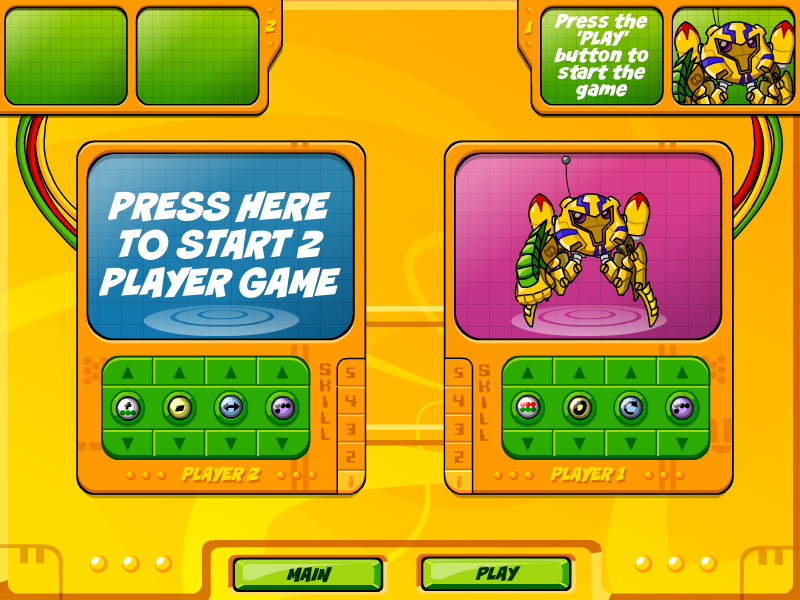 2
1
Press the
'PLAY'
button to
start the
game
PRESS HERE
TO START 2
PLAYER GAME
SKILL
5
4
3
2
1
PLAYER 2
5
4
3
2
1
SKILL
PLAYER 1
MAIN
PLAY